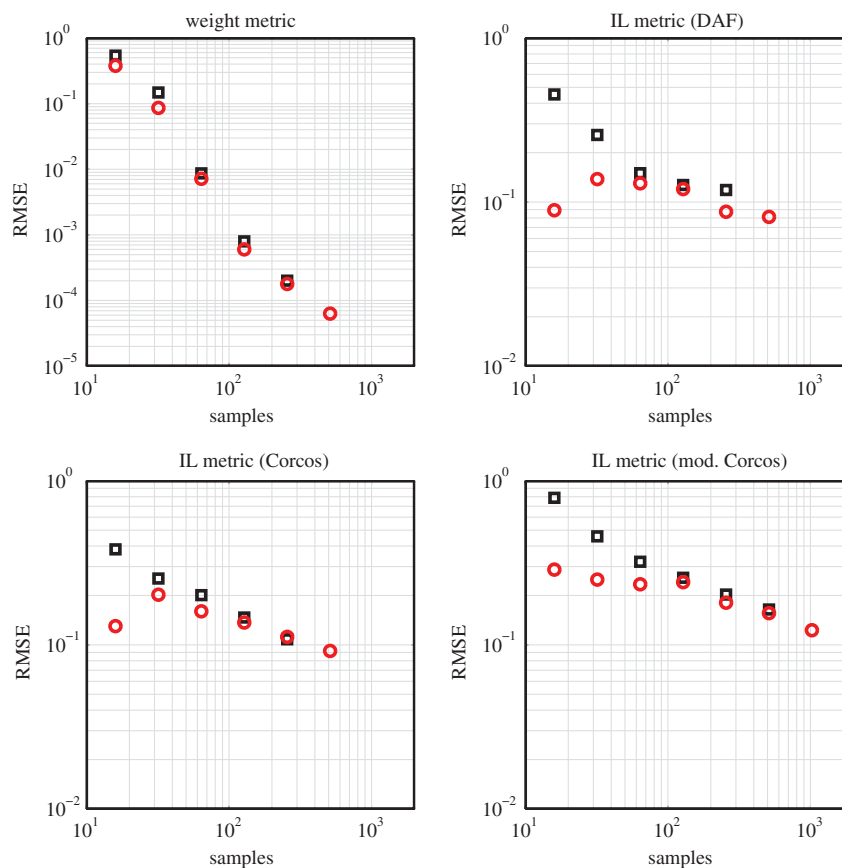 weight metric
10^0
10^-1
10^-2
10^-3
10^-4
10^-5
RMSE
10^1
10^2
10^3
samples
IL metric (DAF)
10^0
10^-1
10^-2
RMSE
10^1
10^2
10^3
samples
IL metric (Corcos)
10^0
10^-1
10^-2
RMSE
10^1
10^2
10^3
samples
IL metric (mod. Corcos)
10^0
10^-1
10^-2
RMSE
10^1
10^2
10^3
samples